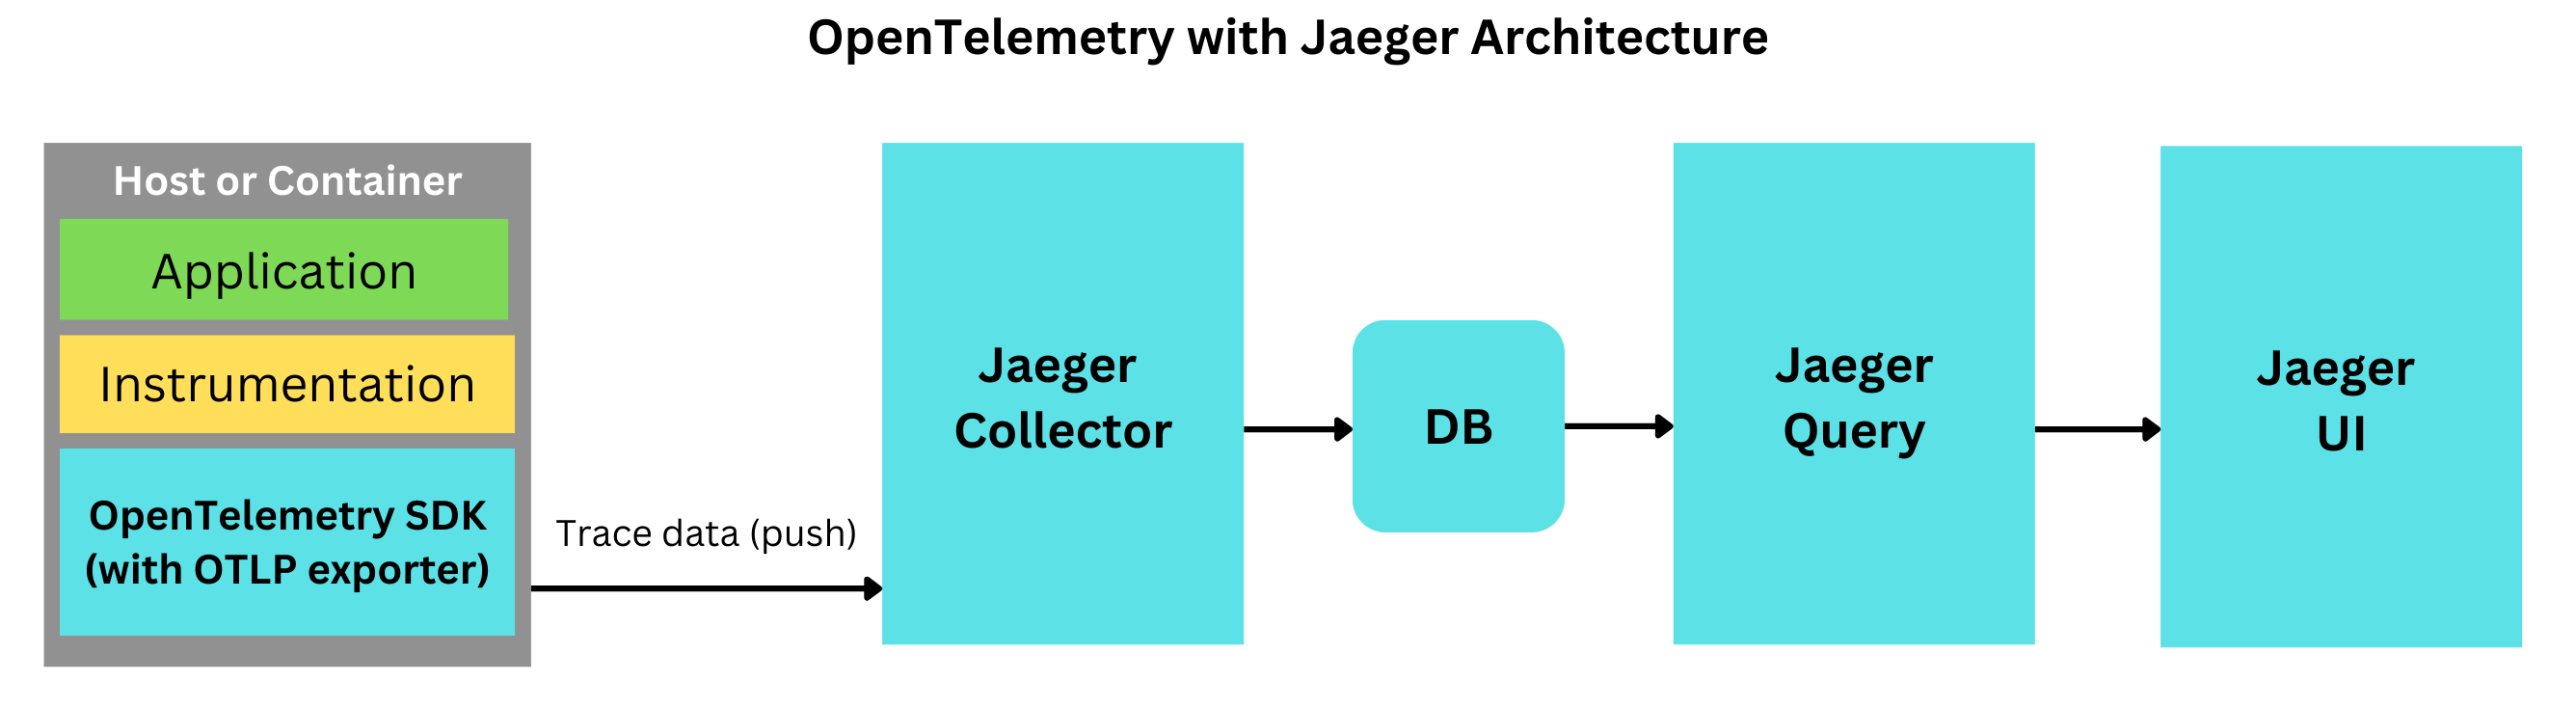 OpenTelemetry with Jaeger Architecture
Host or Container
Application
Instrumentation
OpenTelemetry SDK
(with OTLP exporter)
Trace data (push)
Jaeger
Collector
DB
Jaeger
Query
Jaeger
UI